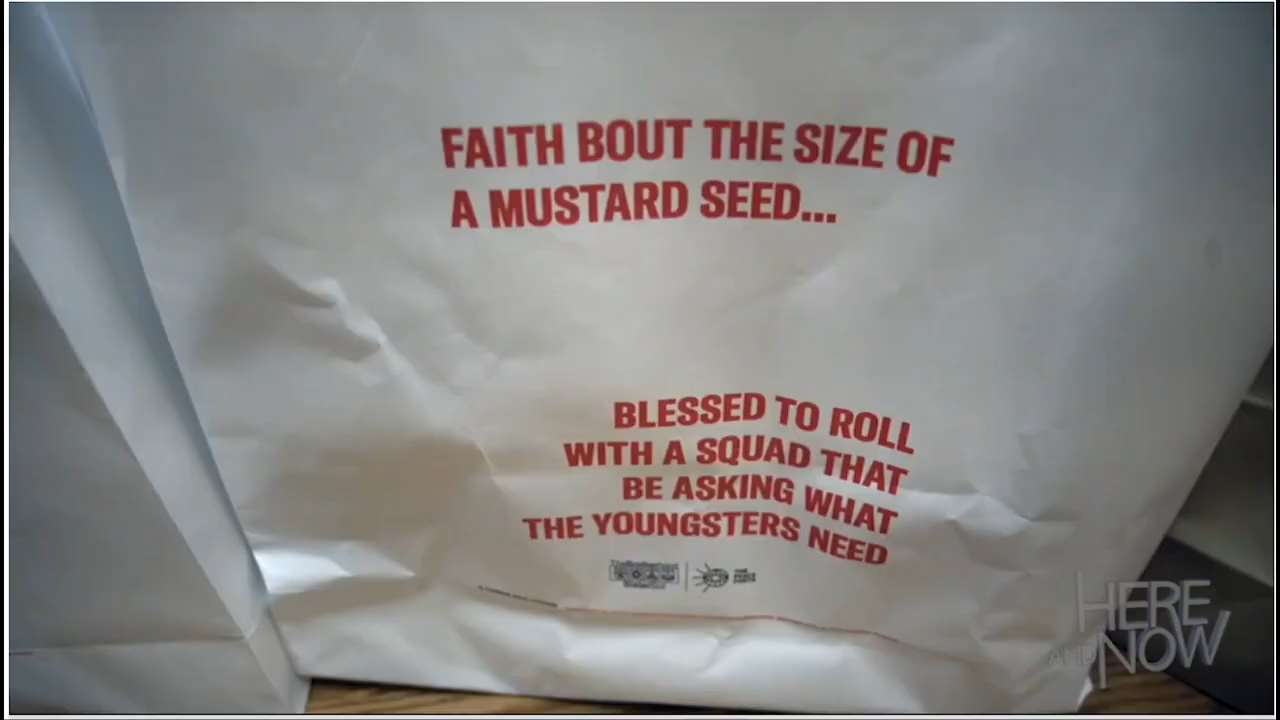 FAITH BOUT THE SIZE OF
A MUSTARD SEED...
BLESSED TO ROLL
WITH A SQUAD THAT
BE ASKING WHAT
THE YOUNGSTERS NEED
HERE
AND NOW